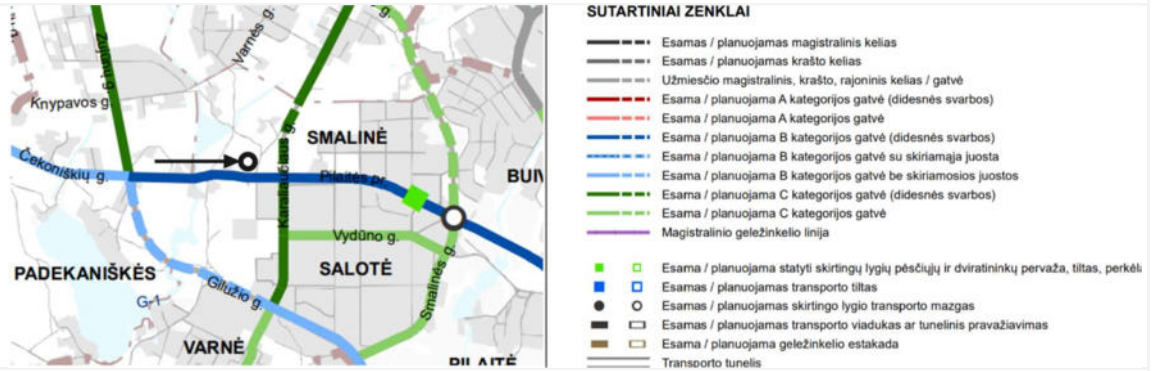 Žvėjonų g.
Varnės g.
g.
Knypavos g.
SMALINĖ
Čekoniškių g.
Pilaitės pr.
BUIV
Karaliaučiaus g.
Vydūno g.
PADEKANIŠKĖS
SALOTĖ
Smalinės g.
G-1
Gilužio g.
VARNĖ
PILAITĖ
SUTARTINIAI ZENKLAI
Esamas / planuojamas magistralinis kelias
Esamas / planuojamas krašto kelias
Užmiesčio magistralinis, krašto, rajoninis kelias / gatvė
Esama / planuojama A kategorijos gatvė (didesnės svarbos)
Esama / planuojama A kategorijos gatvė
Esama / planuojama B kategorijos gatvė (didesnės svarbos)
Esama / planuojama B kategorijos gatvė su skiriamąja juosta
Esama / planuojama B kategorijos gatvė be skiriamosios juostos
Esama / planuojama C kategorijos gatvė (didesnės svarbos)
Esama / planuojama C kategorijos gatvė
Magistralinio geležinkelio linija
Esama / planuojama statyti skirtingų lygių pėsčiųjų ir dviratininkų pervaža, tiltas, perkėla
Esamas / planuojamas transporto tiltas
Esamas / planuojamas skirtingo lygio transporto mazgas
Esamas / planuojamas transporto viadukas ar tunelinis pravažiavimas
Esama / planuojama geležinkelio estakada
Transporto tunelis